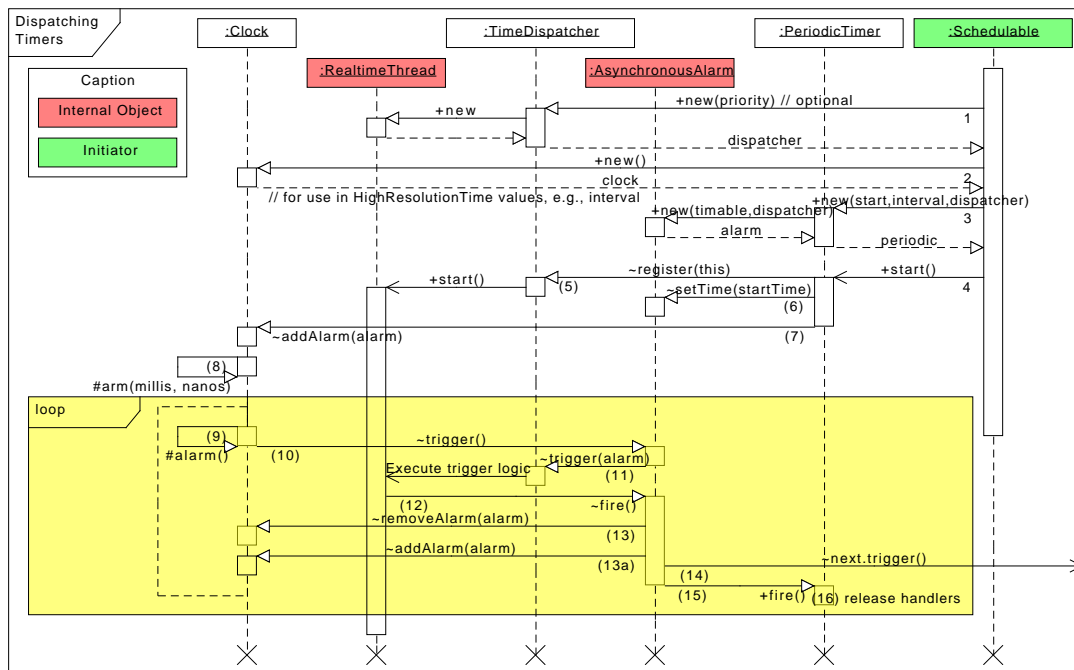 Dispatching
Timers
:Clock
:TimeDispatcher
:PeriodicTimer
:Schedulable
:RealtimeThread
:AsynchronousAlarm
Caption
Internal Object
Initiator
+new(priority) // optional
1
+new
dispatcher
+new()
2
clock
// for use in HighResolutionTime values, e.g., interval
+new(start,interval,dispatcher)
3
+new(timable,dispatcher)
alarm
periodic
+start()
4
~register(this)
(5)
+start()
~setTime(startTime)
(6)
~addAlarm(alarm)
(7)
(8)
#arm(millis, nanos)
loop
(9)
#alarm()
~trigger()
(10)
~trigger(alarm)
(11)
Execute trigger logic
(12)
~fire()
~removeAlarm(alarm)
(13)
~addAlarm(alarm)
(13a)
~next.trigger()
(14)
(15)
+fire()
(16) release handlers